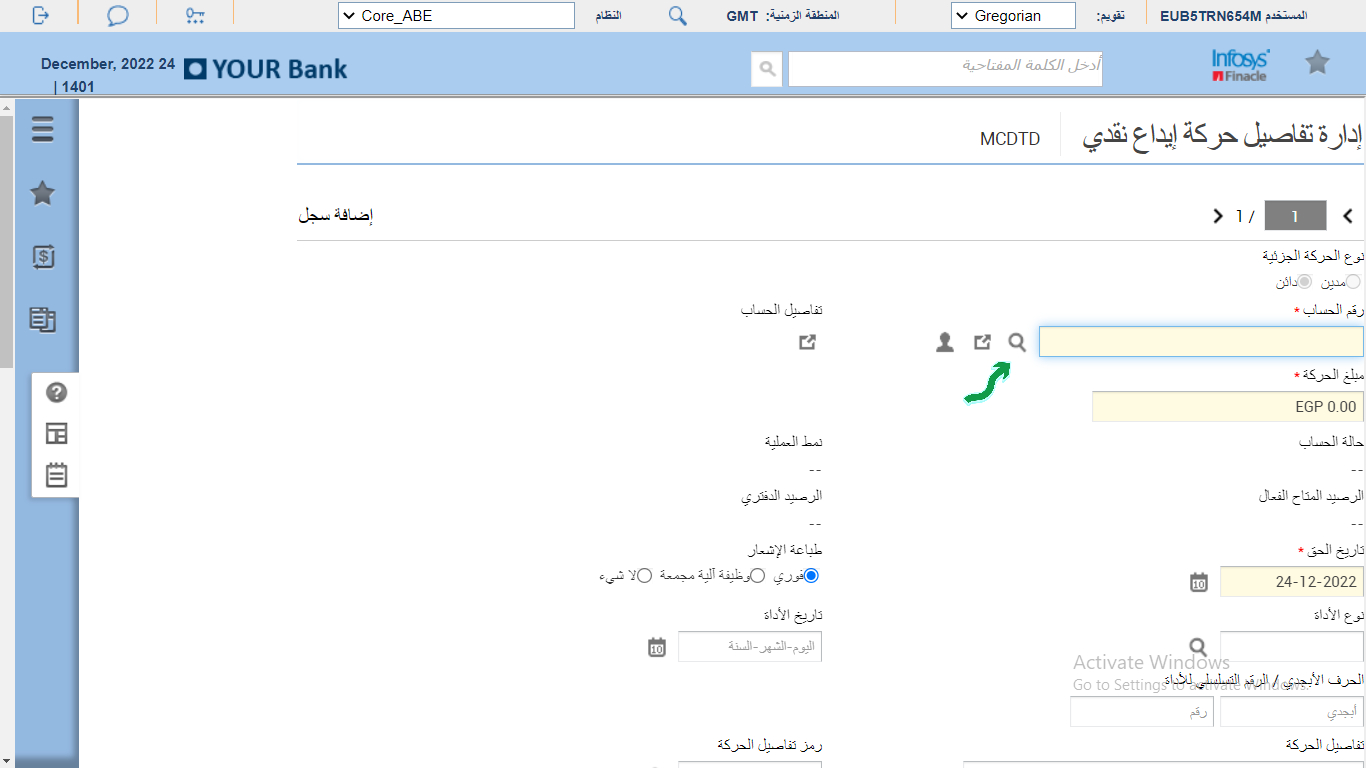 المستخدم EUB5TRN654M
تقويم: Gregorian
المنطقة الزمنية: GMT
النظام Core_ABE
Infosys
Finacle
أدخل الكلمة المفتاحية
YOUR Bank
December, 2022 24
| 1401
إدارة تفاصيل حركة إيداع نقدي MCDTD
1 / 1
إضافة سجل
نوع الحركة الجزئية
مدين دائن
رقم الحساب *
تفاصيل الحساب
مبلغ الحركة *
EGP 0.00
حالة الحساب
نمط العملية
--
--
الرصيد المتاح الفعال
الرصيد الدفتري
--
--
تاريخ الحق *
طباعة الإشعار
24-12-2022
10
فوري وظيفة آلية مجمعة لا شيء
نوع الأداة
تاريخ الأداة
اليوم-الشهر-السنة
10
Activate Windows
Go to Settings to activate Windows.
الحرف الأبجدي / الرقم التسلسلي للأداة
أبجدي
رقم
تفاصيل الحركة
رمز تفاصيل الحركة